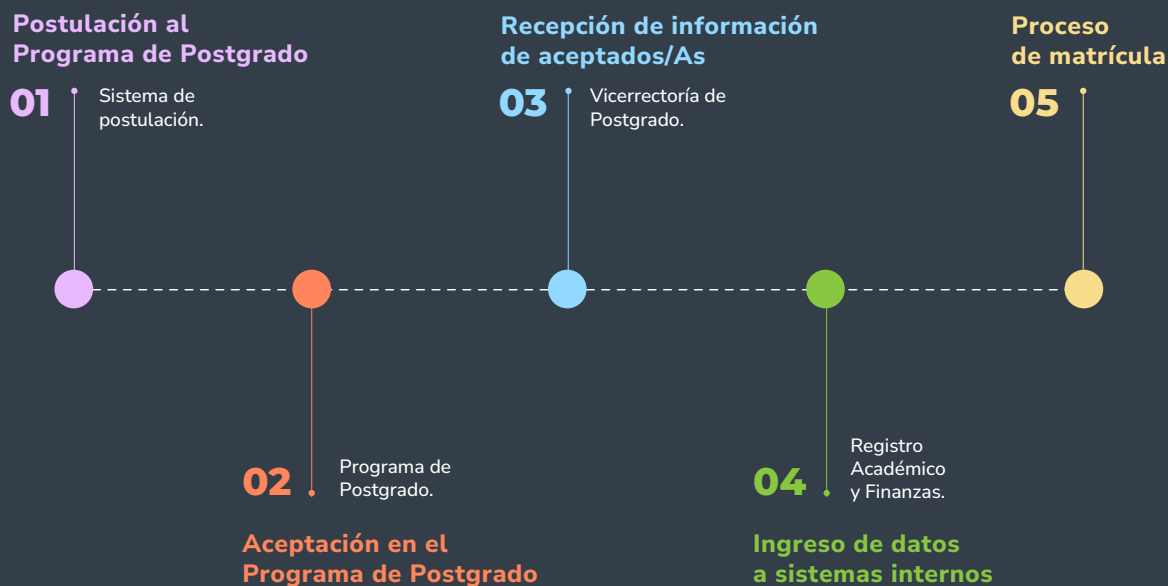 Postulación al
Programa de Postgrado
01
Sistema de
postulación.
02
Programa de
Postgrado.
Aceptación en el
Programa de Postgrado
Recepción de información
de aceptados/As
03
Vicerrectoría de
Postgrado.
04
Registro
Académico
y Finanzas.
Ingreso de datos
a sistemas internos
Proceso
de matrícula
05